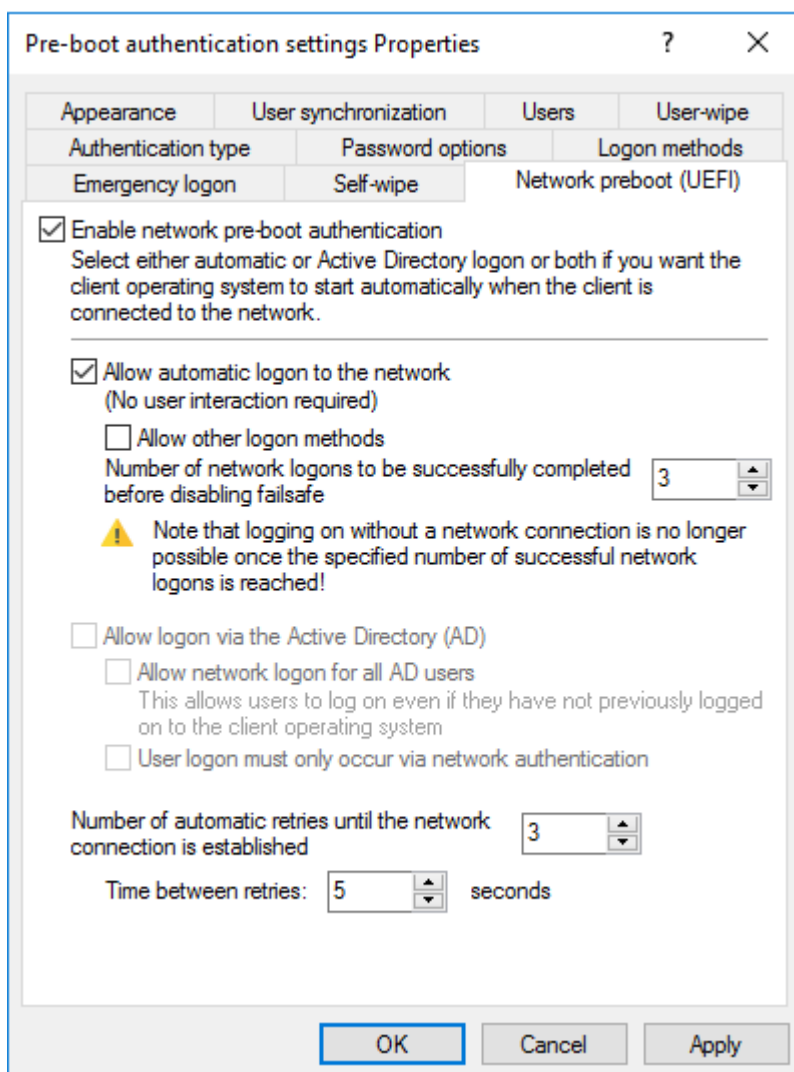 Pre-boot authentication settings Properties
?
Appearance
User synchronization
Users
User-wipe
Authentication type
Password options
Logon methods
Emergency logon
Self-wipe
Network preboot (UEFI)
Enable network pre-boot authentication
Select either automatic or Active Directory logon or both if you want the
client operating system to start automatically when the client is
connected to the network.
Allow automatic logon to the network
(No user interaction required)
Allow other logon methods
Number of network logons to be successfully completed
before disabling failsafe
3
Note that logging on without a network connection is no longer
possible once the specified number of successful network
logons is reached!
Allow logon via the Active Directory (AD)
Allow network logon for all AD users
This allows users to log on even if they have not previously logged
on to the client operating system
User logon must only occur via network authentication
Number of automatic retries until the network
connection is established
3
Time between retries: 5 seconds
OK
Cancel
Apply